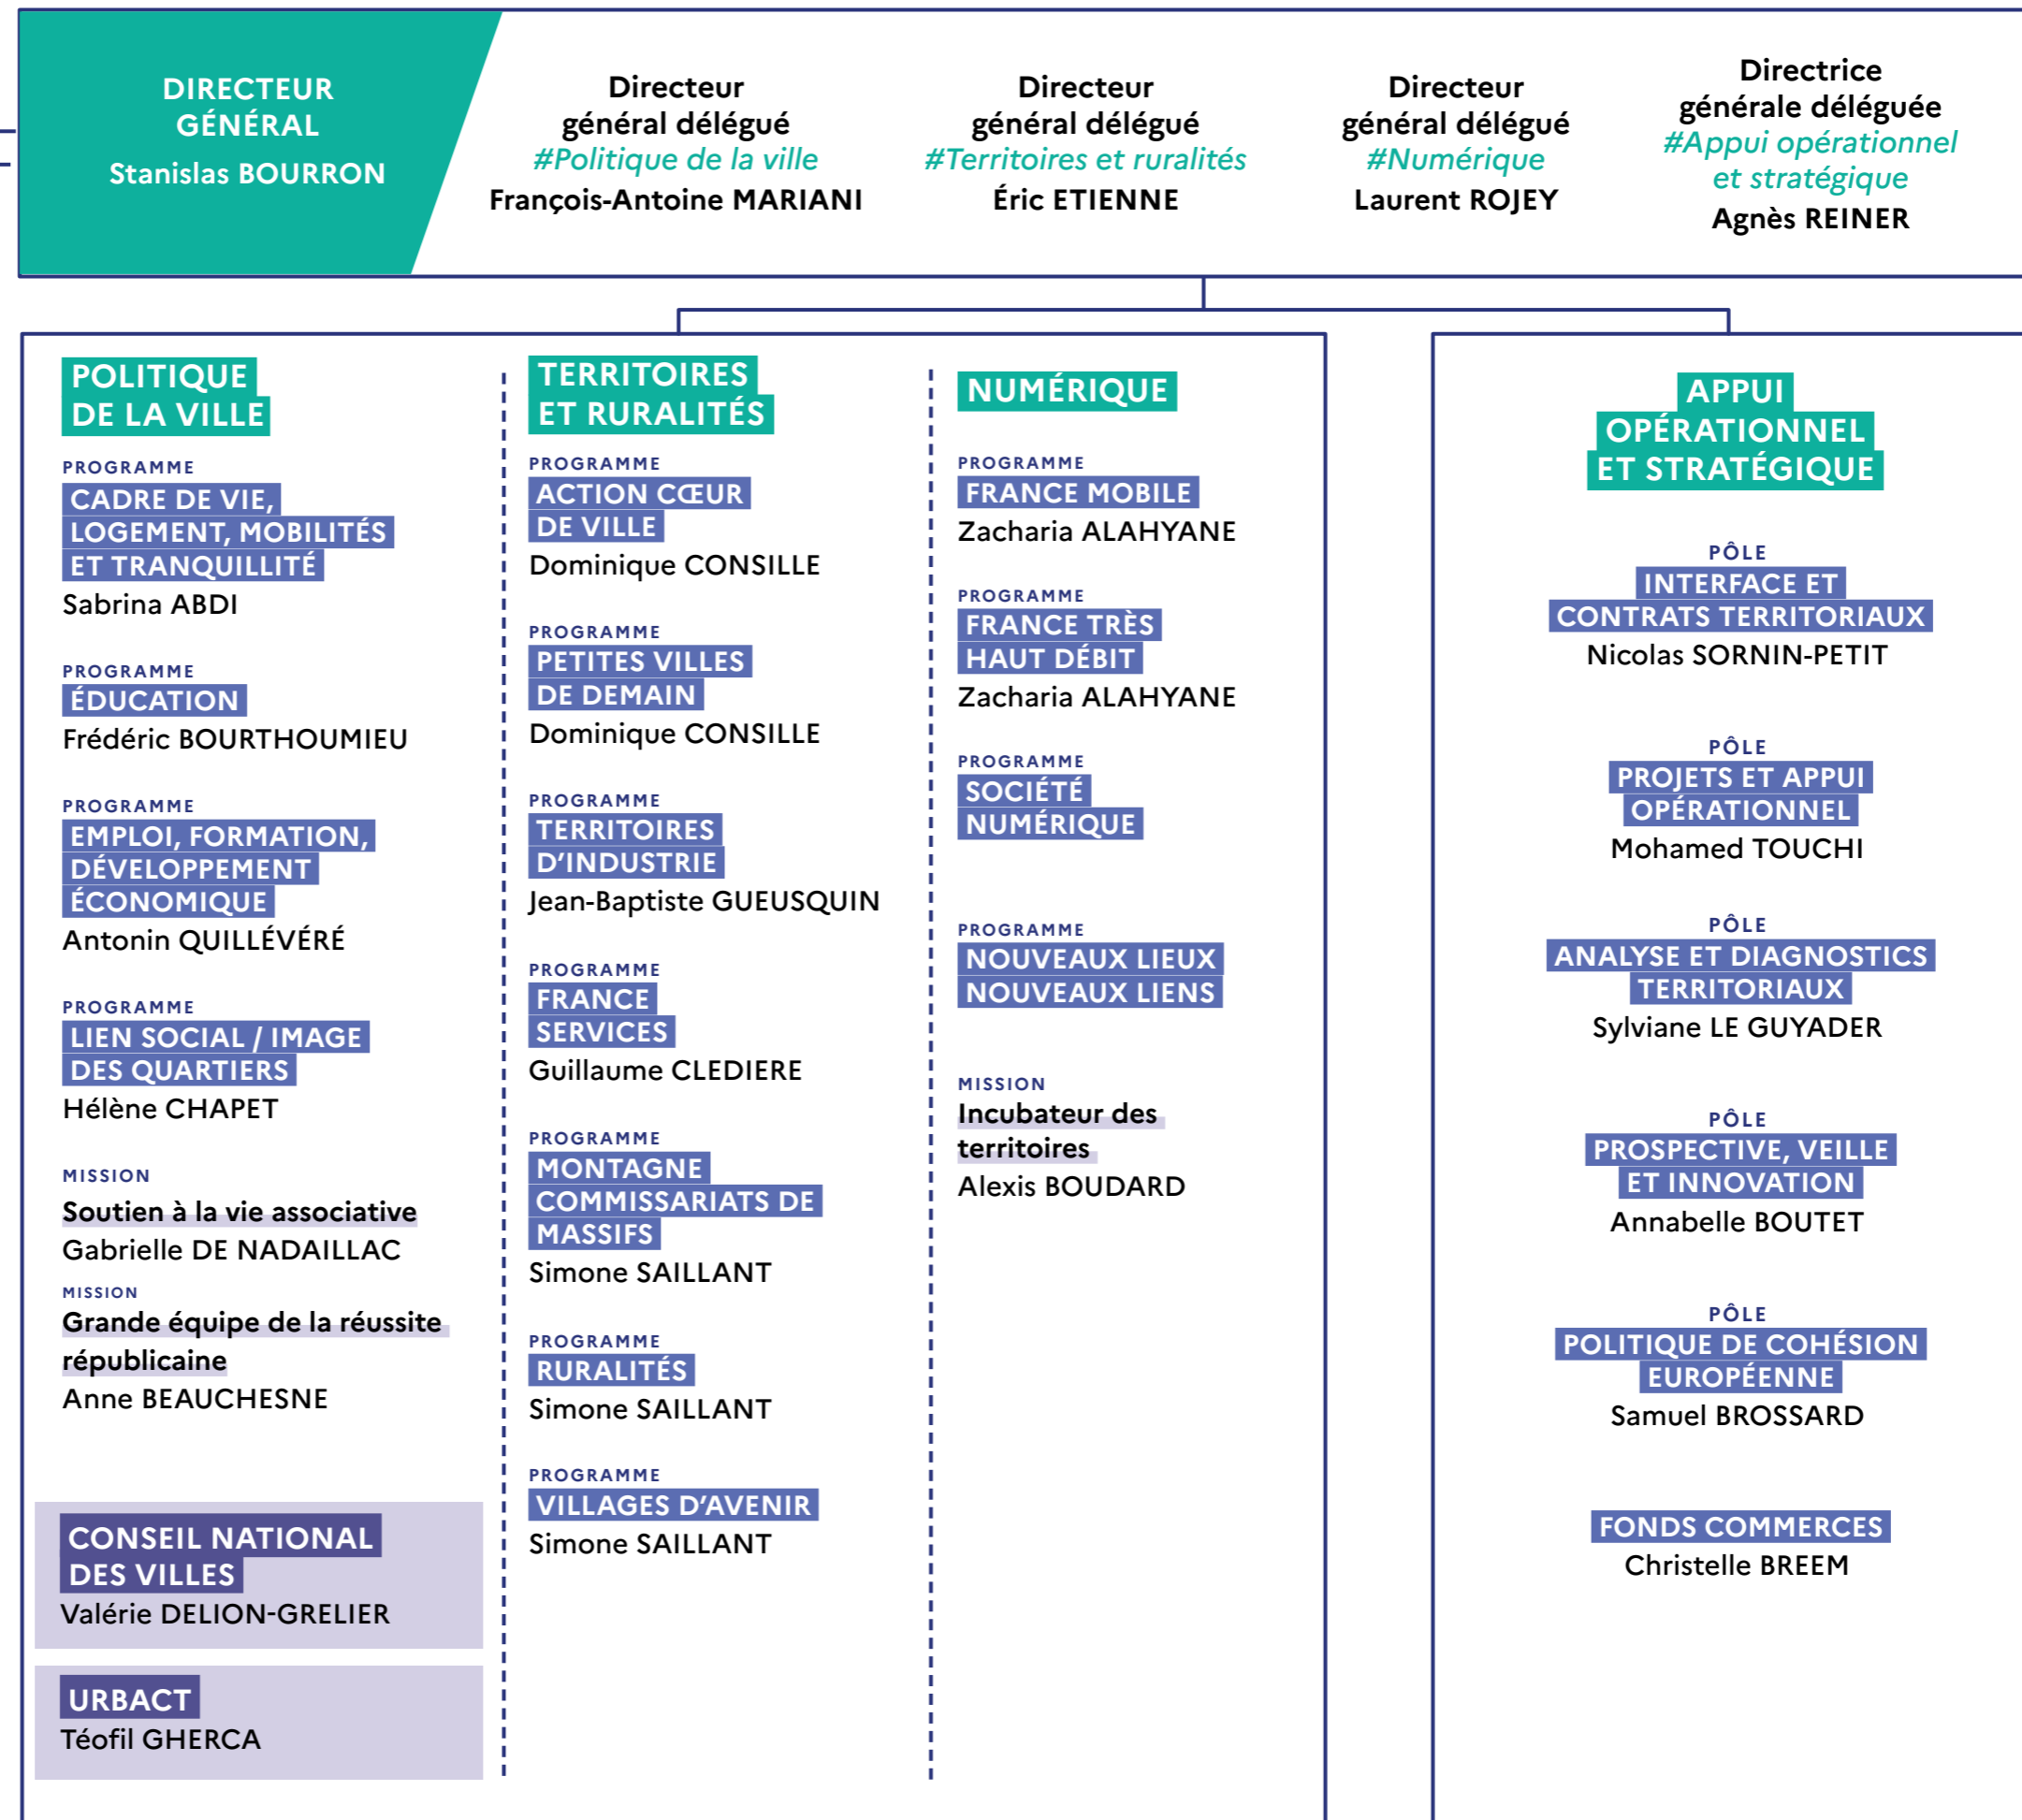 DIRECTEUR
GÉNÉRAL
Stanislas BOURRON
Directeur
général délégué
#Politique de la ville
François-Antoine MARIANI
Directeur
général délégué
#Territoires et ruralités
Éric ETIENNE
Directeur
général délégué
#Numérique
Laurent ROJEY
Directrice
générale déléguée
#Appui opérationnel
et stratégique
Agnès REINER
POLITIQUE
DE LA VILLE
PROGRAMME
CADRE DE VIE,
LOGEMENT, MOBILITÉS
ET TRANQUILLITÉ
Sabrina ABDI
PROGRAMME
ÉDUCATION
Frédéric BOURTHOUMIEU
PROGRAMME
EMPLOI, FORMATION,
DÉVELOPPEMENT
ÉCONOMIQUE
Antonin QUILLÉVÉRÉ
PROGRAMME
LIEN SOCIAL / IMAGE
DES QUARTIERS
Hélène CHAPET
MISSION
Soutien à la vie associative
Gabrielle DE NADAILLAC
MISSION
Grande équipe de la réussite
républicaine
Anne BEAUCHESNE
CONSEIL NATIONAL
DES VILLES
Valérie DELION-GRELIER
URBACT
Téofil GHERCA
TERRITOIRES
ET RURALITÉS
PROGRAMME
ACTION CŒUR
DE VILLE
Dominique CONSILLE
PROGRAMME
PETITES VILLES
DE DEMAIN
Dominique CONSILLE
PROGRAMME
TERRITOIRES
D'INDUSTRIE
Jean-Baptiste GUEUSQUIN
PROGRAMME
FRANCE
SERVICES
Guillaume CLEDIERE
PROGRAMME
MONTAGNE
COMMISSARIATS DE
MASSIFS
Simone SAILLANT
PROGRAMME
RURALITÉS
Simone SAILLANT
PROGRAMME
VILLAGES D'AVENIR
Simone SAILLANT
NUMÉRIQUE
PROGRAMME
FRANCE MOBILE
Zacharia ALAHYANE
PROGRAMME
FRANCE TRÈS
HAUT DÉBIT
Zacharia ALAHYANE
PROGRAMME
SOCIÉTÉ
NUMÉRIQUE
PROGRAMME
NOUVEAUX LIEUX
NOUVEAUX LIENS
MISSION
Incubateur des
territoires
Alexis BOUDARD
APPUI
OPÉRATIONNEL
ET STRATÉGIQUE
PÔLE
INTERFACE ET
CONTRATS TERRITORIAUX
Nicolas SORNIN-PETIT
PÔLE
PROJETS ET APPUI
OPÉRATIONNEL
Mohamed TOUCHI
PÔLE
ANALYSE ET DIAGNOSTICS
TERRITORIAUX
Sylviane LE GUYADER
PÔLE
PROSPECTIVE, VEILLE
ET INNOVATION
Annabelle BOUTET
PÔLE
POLITIQUE DE COHÉSION
EUROPÉENNE
Samuel BROSSARD
FONDS COMMERCES
Christelle BREEM